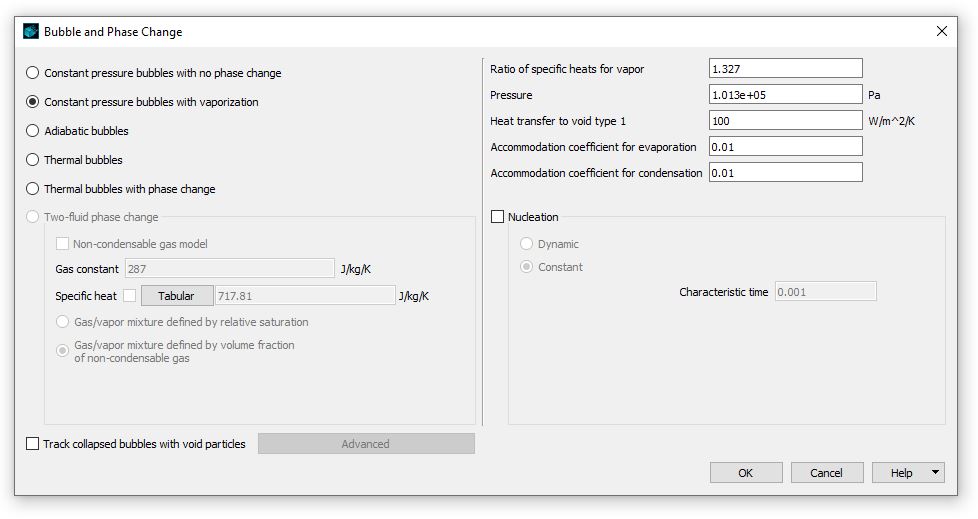 Bubble and Phase Change
Constant pressure bubbles with no phase change
Constant pressure bubbles with vaporization
Adiabatic bubbles
Thermal bubbles
Thermal bubbles with phase change
Two-fluid phase change
Non-condensable gas model
Gas constant 287 J/kg/K
Specific heat Tabular 717.81 J/kg/K
Gas/vapor mixture defined by relative saturation
Gas/vapor mixture defined by volume fraction
of non-condensable gas
Track collapsed bubbles with void particles Advanced
Ratio of specific heats for vapor 1.327
Pressure 1.013e+05 Pa
Heat transfer to void type 1 100 W/m^2/K
Accommodation coefficient for evaporation 0.01
Accommodation coefficient for condensation 0.01
Nucleation
Dynamic
Constant
Characteristic time 0.001
OK Cancel Help